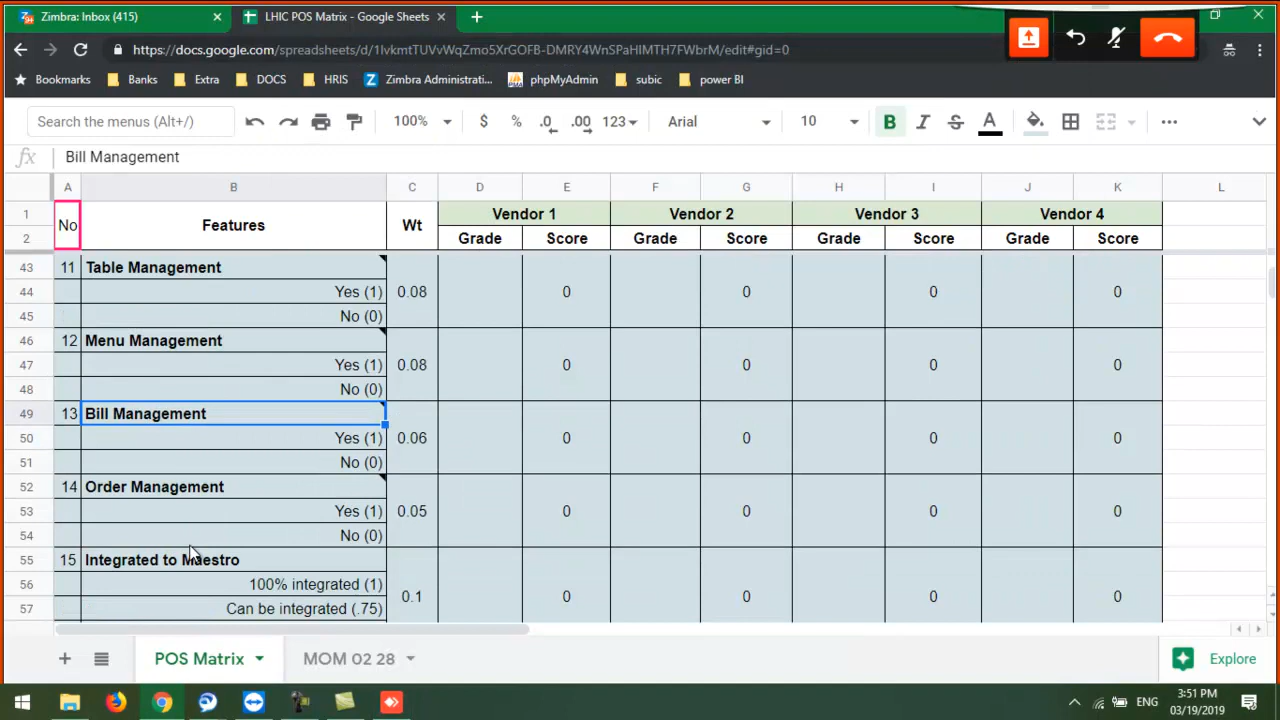 Zimbra: Inbox (415)
LHIC POS Matrix - Google Sheets
https://docs.google.com/spreadsheets/d/1IvkmtTUVvWqZmo5XrGOFB-DMRY4WnSPaHIMTH7FWbrM/edit#gid=0
Bookmarks Banks Extra DOCS HRIS Zimbra Administrati... phpMyAdmin subic power BI
Search the menus (Alt+/) 100% $ % .0 .00 123 Arial 10 B I S A
fx Bill Management
A B C D E F G H I J K L
1 No Features Wt Vendor 1 Vendor 2 Vendor 3 Vendor 4
2 Grade Score Grade Score Grade Score Grade Score
43 11 Table Management
44 Yes (1) 0.08 0 0 0 0
45 No (0)
46 12 Menu Management
47 Yes (1) 0.08 0 0 0 0
48 No (0)
49 13 Bill Management
50 Yes (1) 0.06 0 0 0 0
51 No (0)
52 14 Order Management
53 Yes (1) 0.05 0 0 0 0
54 No (0)
55 15 Integrated to Maestro
56 100% integrated (1) 0.1 0 0 0 0
57 Can be integrated (.75)
POS Matrix MOM 02 28 Explore
ENG 3:51 PM
03/19/2019